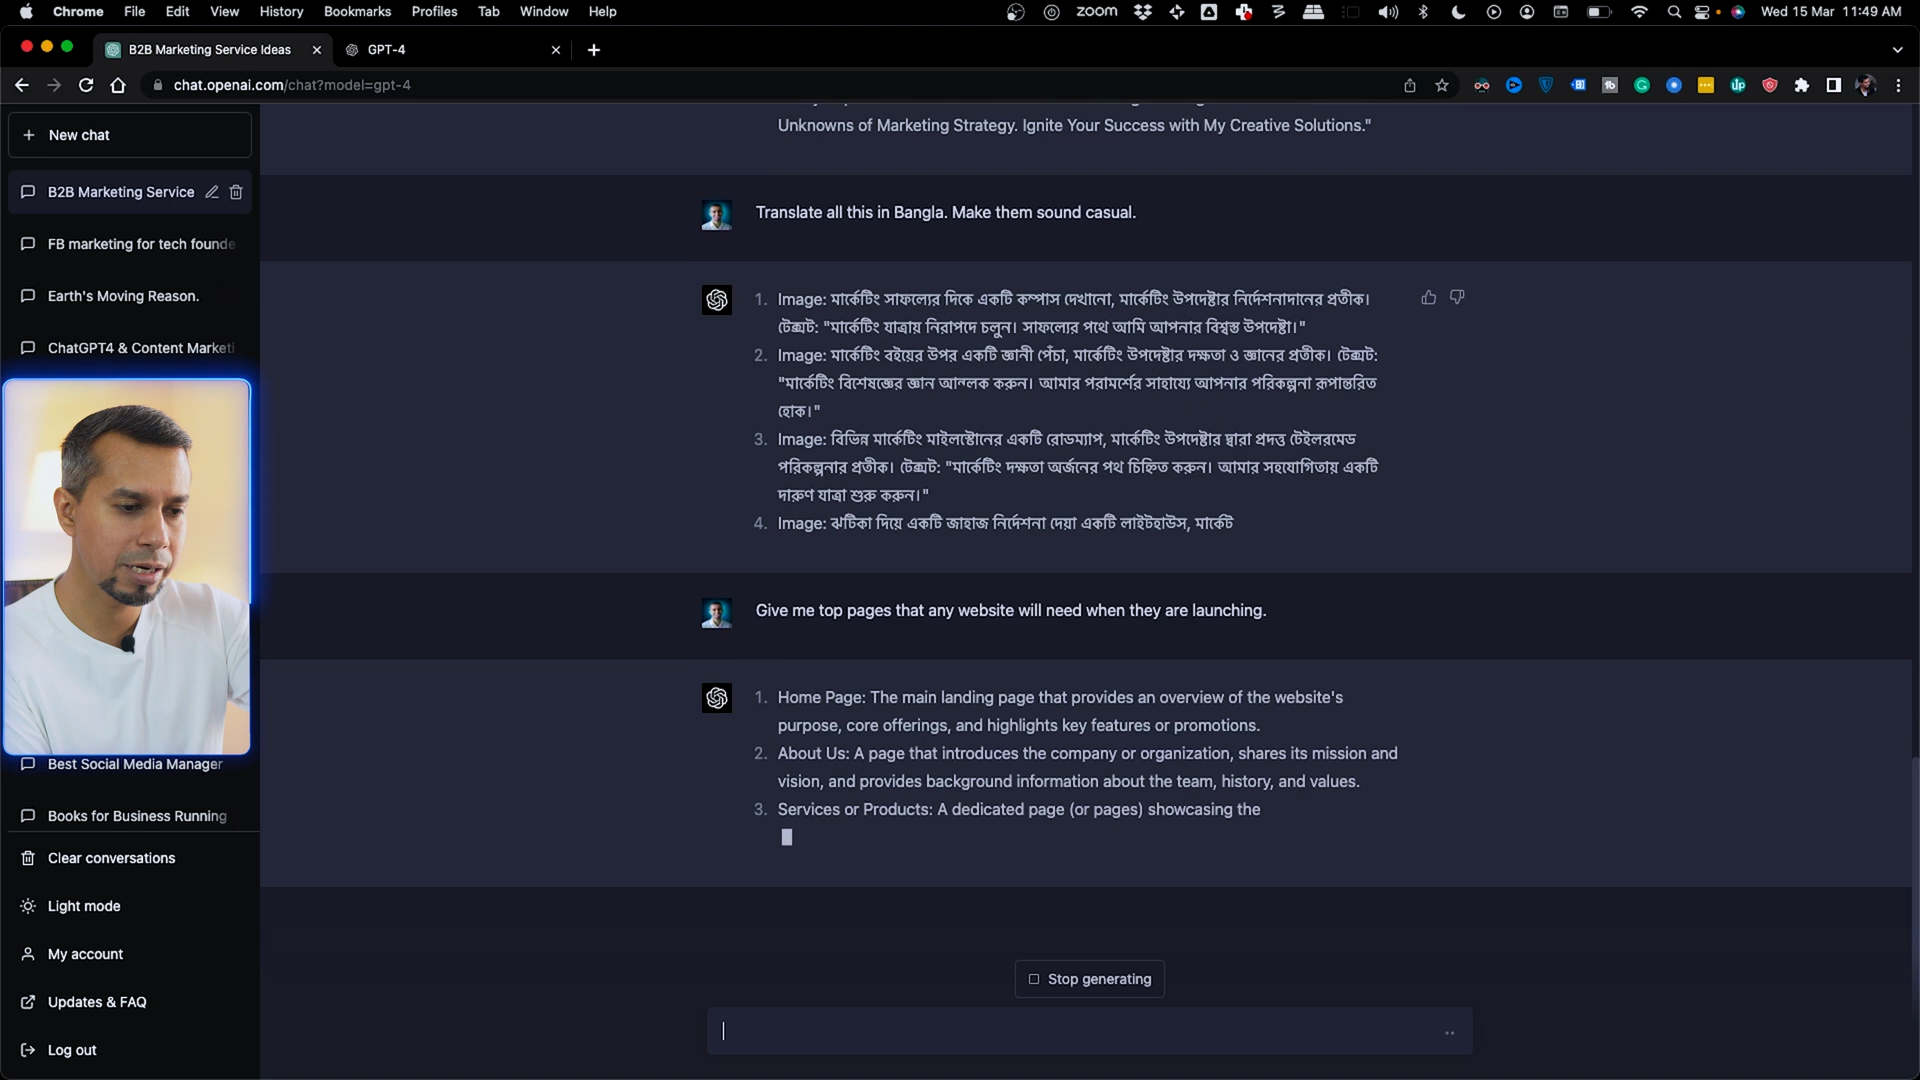 Chrome File Edit View History Bookmarks Profiles Tab Window Help zoom Wed 15 Mar 11:49 AM
B2B Marketing Service Ideas GPT-4
chat.openai.com/chat?model=gpt-4
New chat
B2B Marketing Service
FB marketing for tech founde
Earth's Moving Reason.
ChatGPT4 & Content Marketi
Best Social Media Manager
Books for Business Running
Clear conversations
Light mode
My account
Updates & FAQ
Log out
Unknowns of Marketing Strategy. Ignite Your Success with My Creative Solutions."
Translate all this in Bangla. Make them sound casual.
1. Image: মার্কেটিং সাফল্যের দিকে একটি কম্পাস দেখানো, মার্কেটিং উপদেষ্টার নির্দেশনাদানের প্রতীক।
টেক্সট: "মার্কেটিং যাত্রায় নিরাপদে চলুন। সাফল্যের পথে আমি আপনার বিশ্বস্ত উপদেষ্টা।"
2. Image: মার্কেটিং বইয়ের উপর একটি জ্ঞানী পেঁচা, মার্কেটিং উপদেষ্টার দক্ষতা ও জ্ঞানের প্রতীক। টেক্সট:
"মার্কেটিং বিশেষজ্ঞের জ্ঞান আনলক করুন। আমার পরামর্শের সাহায্যে আপনার পরিকল্পনা রূপান্তরিত
হোক।"
3. Image: বিভিন্ন মার্কেটিং মাইলস্টোনের একটি রোডম্যাপ, মার্কেটিং উপদেষ্টার দ্বারা প্রদত্ত টেইলরমেড
পরিকল্পনার প্রতীক। টেক্সট: "মার্কেটিং দক্ষতা অর্জনের পথ চিহ্নিত করুন। আমার সহযোগিতায় একটি
দারুণ যাত্রা শুরু করুন।"
4. Image: ঝটিকা দিয়ে একটি জাহাজ নির্দেশনা দেয়া একটি লাইটহাউস, মার্কেট
Give me top pages that any website will need when they are launching.
1. Home Page: The main landing page that provides an overview of the website's
purpose, core offerings, and highlights key features or promotions.
2. About Us: A page that introduces the company or organization, shares its mission and
vision, and provides background information about the team, history, and values.
3. Services or Products: A dedicated page (or pages) showcasing the
Stop generating